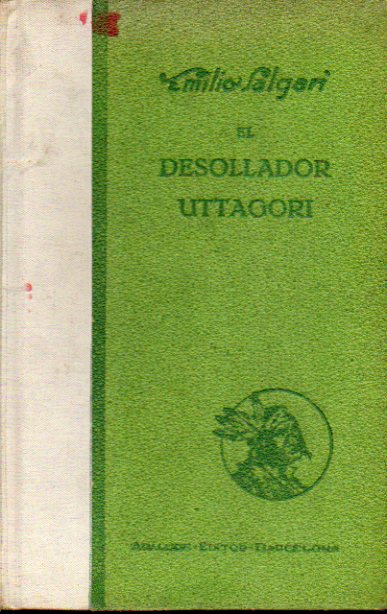 Emilio Salgari
EL
DESOLLADOR
UTTAGORI
ARALUCE · EDITOR · BARCELONA